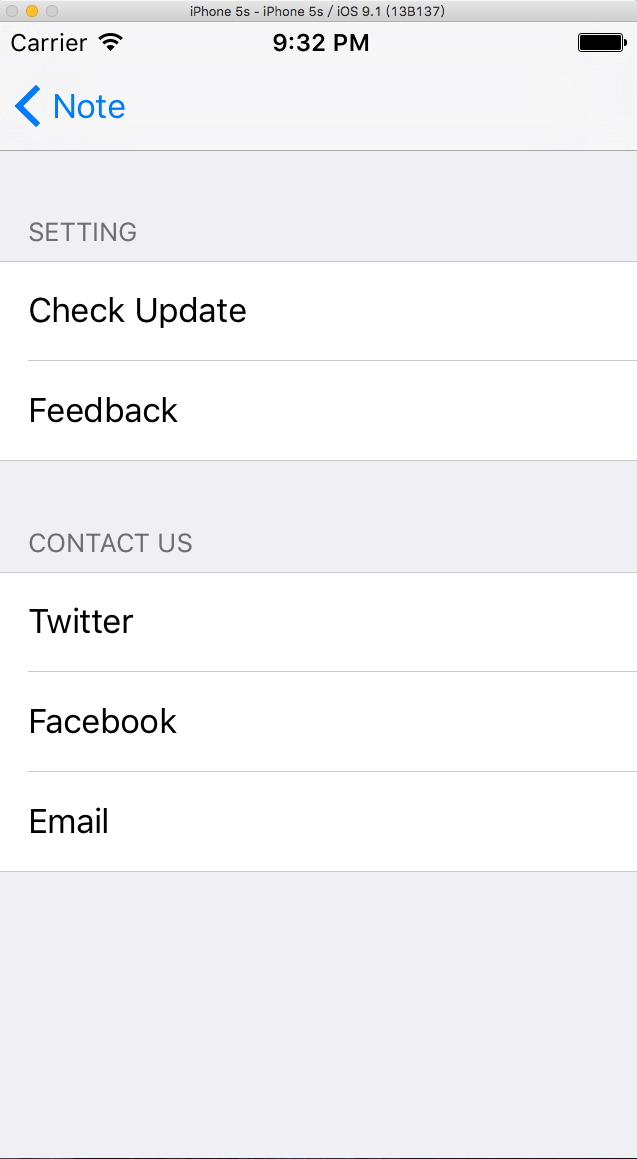 iPhone 5s - iPhone 5s / iOS 9.1 (13B137)
Carrier 9:32 PM
Note
SETTING
Check Update
Feedback
CONTACT US
Twitter
Facebook
Email